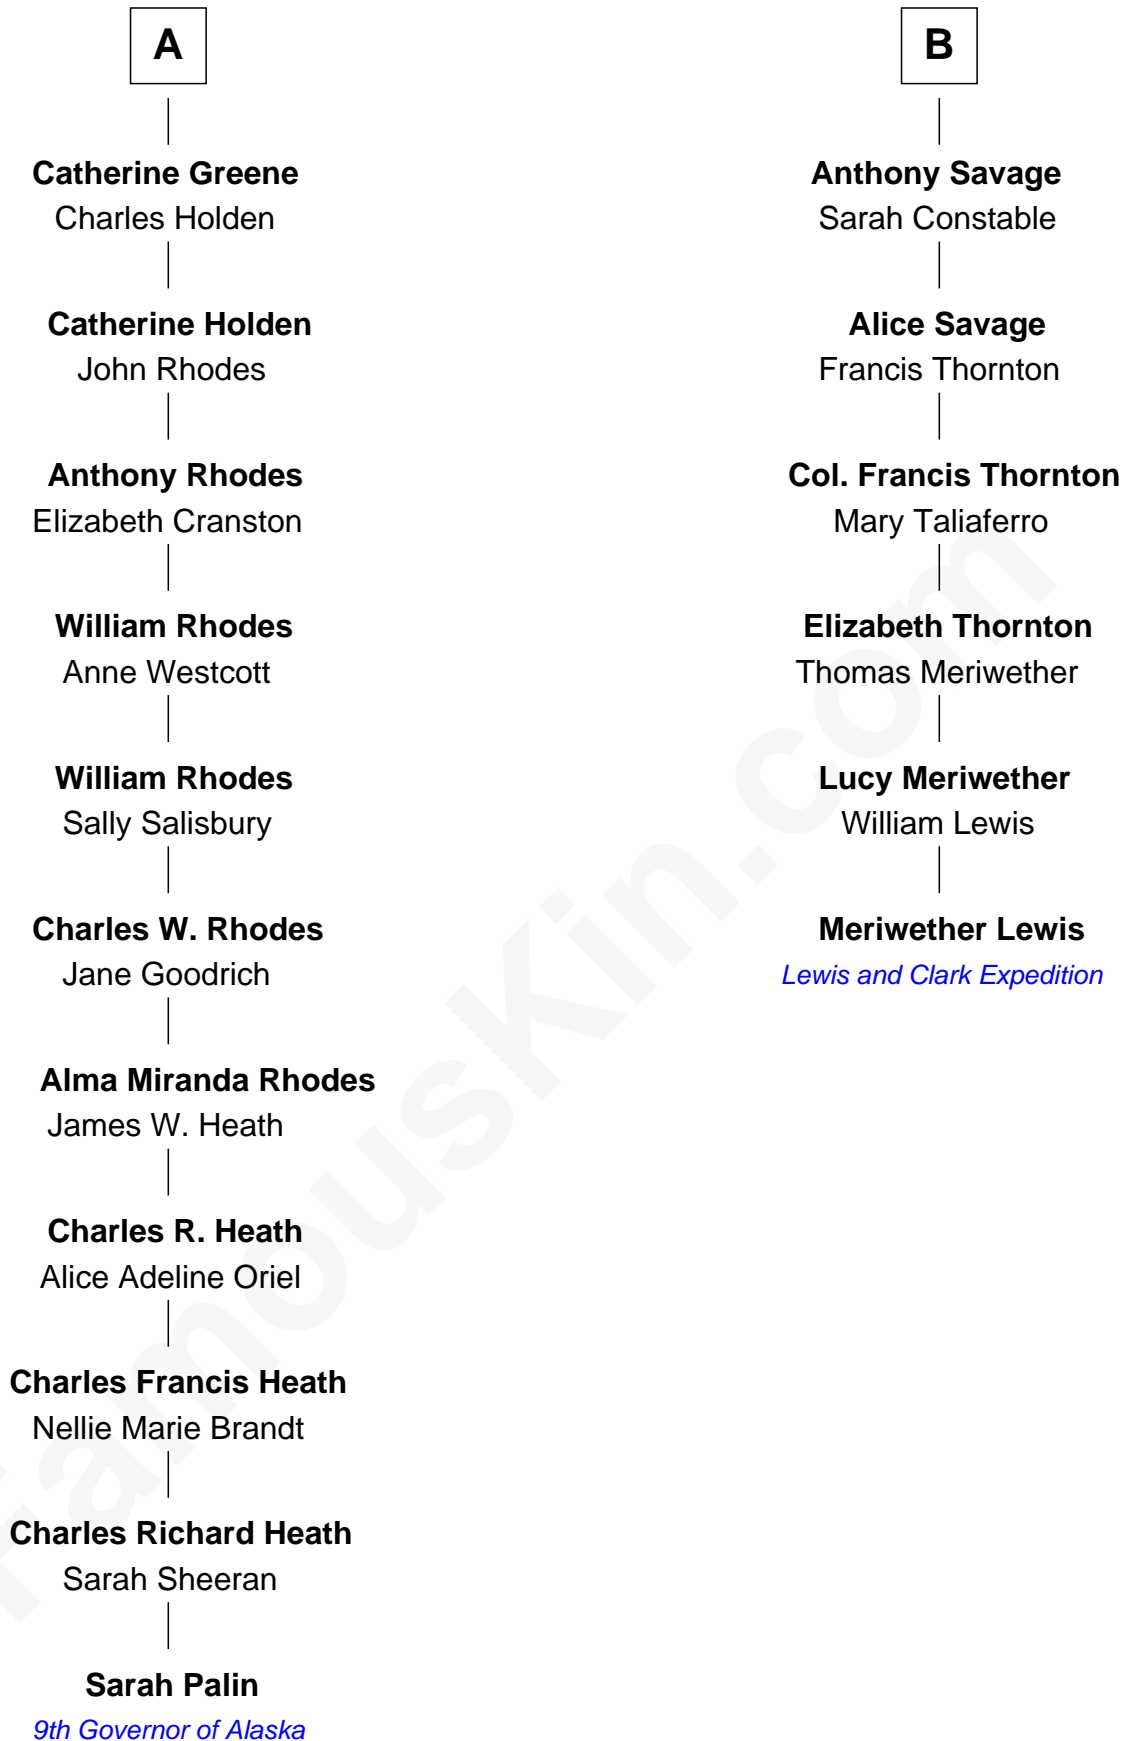 A
Catherine Greene
Charles Holden
Catherine Holden
John Rhodes
Anthony Rhodes
Elizabeth Cranston
William Rhodes
Anne Westcott
William Rhodes
Sally Salisbury
Charles W. Rhodes
Jane Goodrich
Alma Miranda Rhodes
James W. Heath
Charles R. Heath
Alice Adeline Oriel
Charles Francis Heath
Nellie Marie Brandt
Charles Richard Heath
Sarah Sheeran
Sarah Palin
9th Governor of Alaska
B
Anthony Savage
Sarah Constable
Alice Savage
Francis Thornton
Col. Francis Thornton
Mary Taliaferro
Elizabeth Thornton
Thomas Meriwether
Lucy Meriwether
William Lewis
Meriwether Lewis
Lewis and Clark Expedition
FamousKin.com